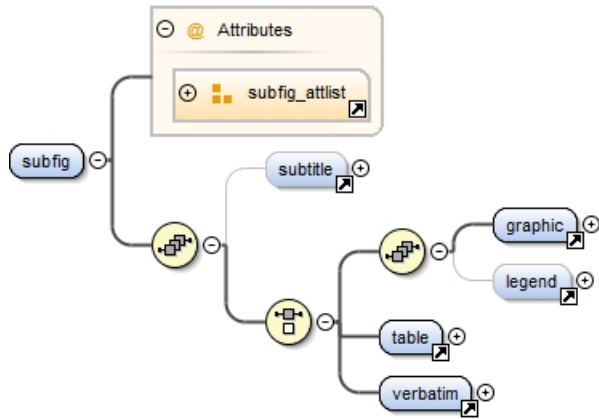 @ Attributes
subfig_attlist
subfig
subtitle
graphic
legend
table
verbatim